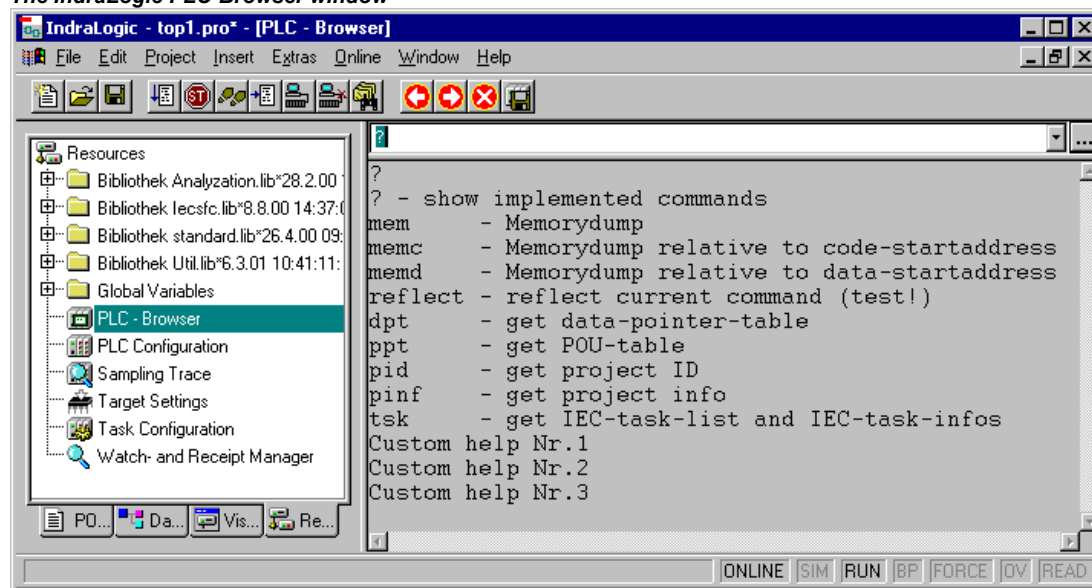 The IndraLogic PLC Browser window
IndraLogic - top1.pro* - [PLC - Browser]
File Edit Project Insert Extras Online Window Help
?
Resources
Bibliothek Analyzation.lib*28.2.00
Bibliothek Iecsfc.lib*8.8.00 14:37:0
Bibliothek standard.lib*26.4.00 09:
Bibliothek Util.lib*6.3.01 10:41:11:
Global Variables
PLC - Browser
PLC Configuration
Sampling Trace
Target Settings
Task Configuration
Watch- and Receipt Manager
PO... Da... Vis... Re...
?
? - show implemented commands
mem - Memorydump
memc - Memorydump relative to code-startaddress
memd - Memorydump relative to data-startaddress
reflect - reflect current command (test!)
dpt - get data-pointer-table
ppt - get POU-table
pid - get project ID
pinf - get project info
tsk - get IEC-task-list and IEC-task-infos
Custom help Nr.1
Custom help Nr.2
Custom help Nr.3
ONLINE SIM RUN BP FORCE OV READ